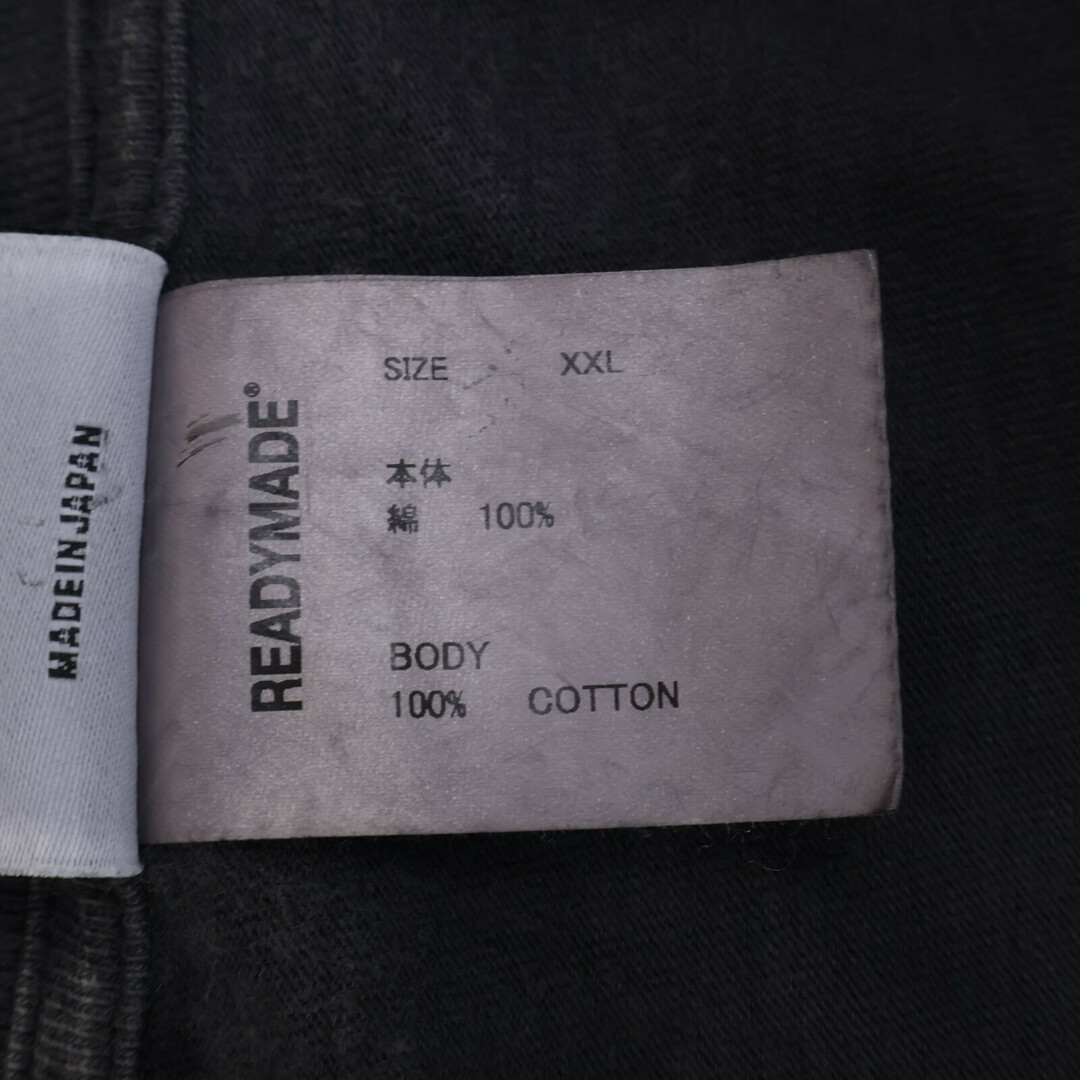 MADE IN JAPAN
READYMADE®
SIZE XXL
本体
綿 100%
BODY
100% COTTON